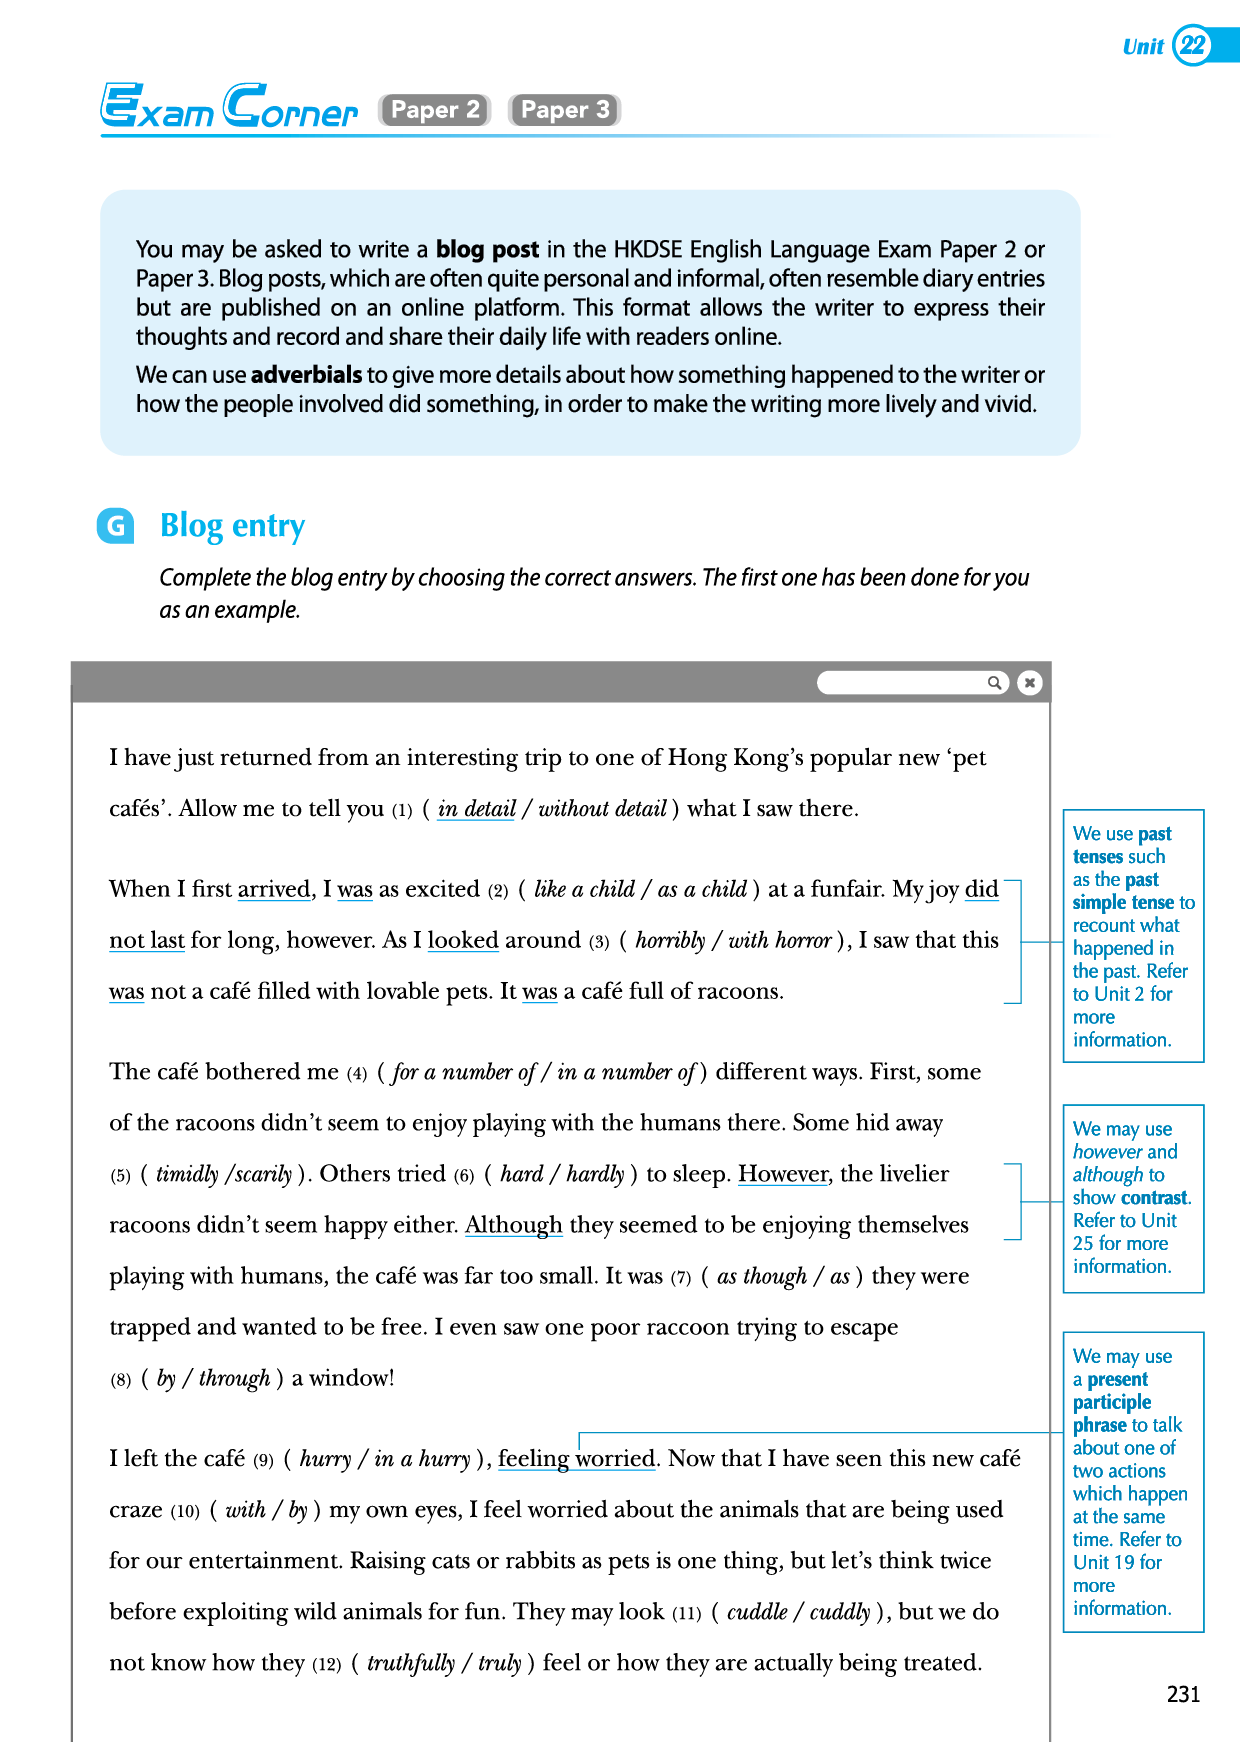 Unit 22
Exam Corner Paper 2 Paper 3
You may be asked to write a blog post in the HKDSE English Language Exam Paper 2 or
Paper 3. Blog posts, which are often quite personal and informal, often resemble diary entries
but are published on an online platform. This format allows the writer to express their
thoughts and record and share their daily life with readers online.
We can use adverbials to give more details about how something happened to the writer or
how the people involved did something, in order to make the writing more lively and vivid.
G Blog entry
Complete the blog entry by choosing the correct answers. The first one has been done for you
as an example.
I have just returned from an interesting trip to one of Hong Kong's popular new 'pet
cafés'. Allow me to tell you (1) ( in detail / without detail ) what I saw there.
When I first arrived, I was as excited (2) ( like a child / as a child ) at a funfair. My joy did
not last for long, however. As I looked around (3) ( horribly / with horror ), I saw that this
was not a café filled with lovable pets. It was a café full of racoons.
The café bothered me (4) ( for a number of / in a number of ) different ways. First, some
of the racoons didn't seem to enjoy playing with the humans there. Some hid away
(5) ( timidly /scarily ). Others tried (6) ( hard / hardly ) to sleep. However, the livelier
racoons didn't seem happy either. Although they seemed to be enjoying themselves
playing with humans, the café was far too small. It was (7) ( as though / as ) they were
trapped and wanted to be free. I even saw one poor raccoon trying to escape
(8) ( by / through ) a window!
I left the café (9) ( hurry / in a hurry ), feeling worried. Now that I have seen this new café
craze (10) ( with / by ) my own eyes, I feel worried about the animals that are being used
for our entertainment. Raising cats or rabbits as pets is one thing, but let's think twice
before exploiting wild animals for fun. They may look (11) ( cuddle / cuddly ), but we do
not know how they (12) ( truthfully / truly ) feel or how they are actually being treated.
We use past
tenses such
as the past
simple tense to
recount what
happened in
the past. Refer
to Unit 2 for
more
information.
We may use
however and
although to
show contrast.
Refer to Unit
25 for more
information.
We may use
a present
participle
phrase to talk
about one of
two actions
which happen
at the same
time. Refer to
Unit 19 for
more
information.
231